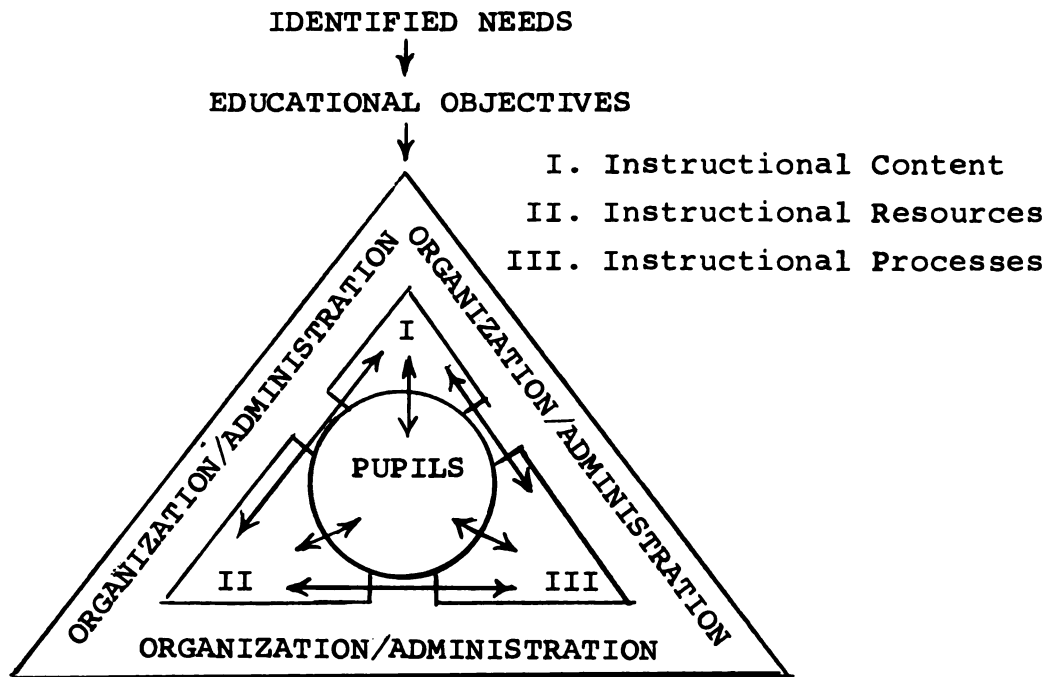 IDENTIFIED NEEDS
EDUCATIONAL OBJECTIVES
I. Instructional Content
II. Instructional Resources
III. Instructional Processes
ORGANIZATION/ADMINISTRATION
ORGANIZATION/ADMINISTRATION
I
PUPILS
II
III
ORGANIZATION/ADMINISTRATION